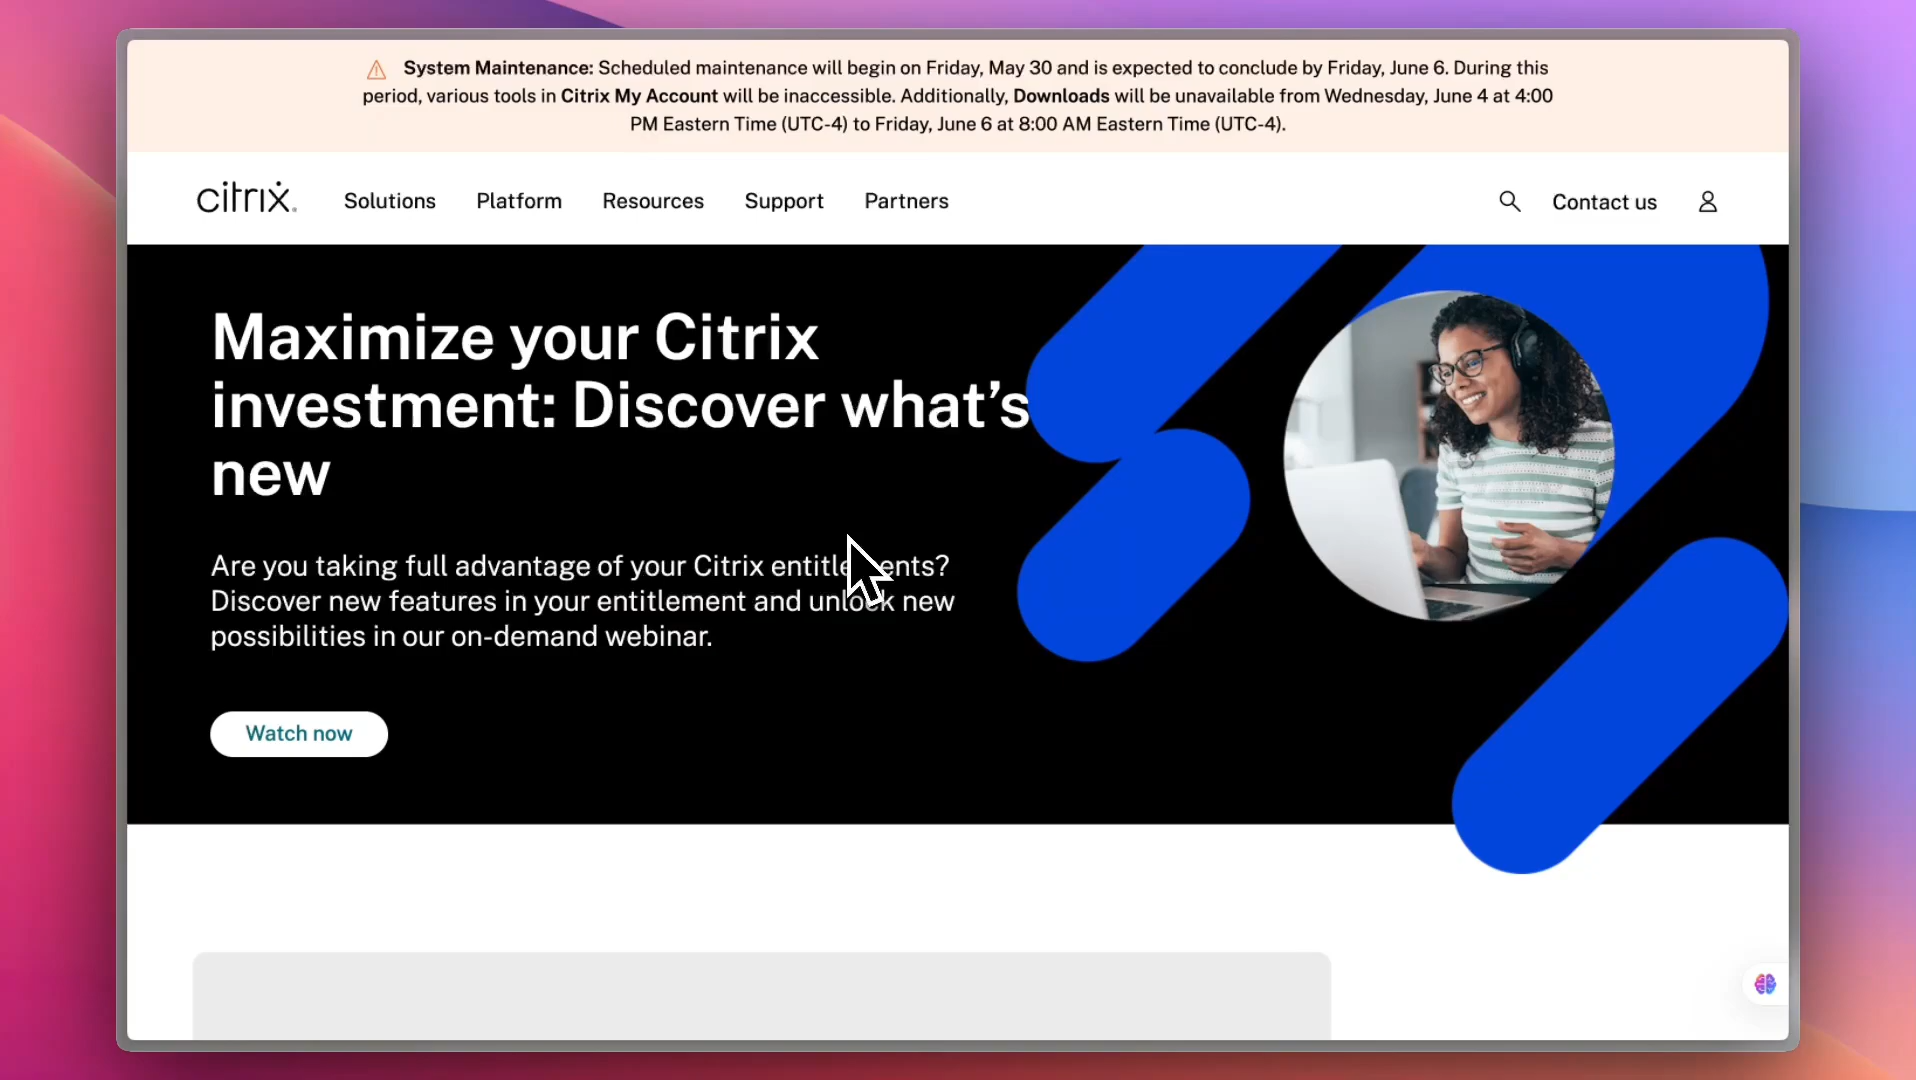 System Maintenance: Scheduled maintenance will begin on Friday, May 30 and is expected to conclude by Friday, June 6. During this
period, various tools in Citrix My Account will be inaccessible. Additionally, Downloads will be unavailable from Wednesday, June 4 at 4:00
PM Eastern Time (UTC-4) to Friday, June 6 at 8:00 AM Eastern Time (UTC-4).
citrix. Solutions Platform Resources Support Partners Contact us
Maximize your Citrix
investment: Discover what’s
new
Are you taking full advantage of your Citrix entitlements?
Discover new features in your entitlement and unlock new
possibilities in our on-demand webinar.
Watch now